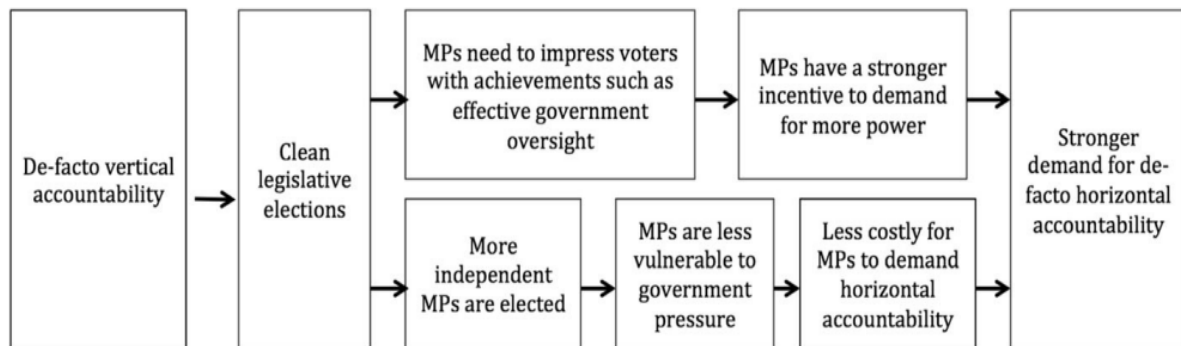 De-facto vertical
accountability
Clean
legislative
elections
MPs need to impress voters
with achievements such as
effective government
oversight
MPs have a stronger
incentive to demand
for more power
More
independent
MPs are elected
MPs are less
vulnerable to
government
pressure
Less costly for
MPs to demand
horizontal
accountability
Stronger
demand for de-
facto horizontal
accountability